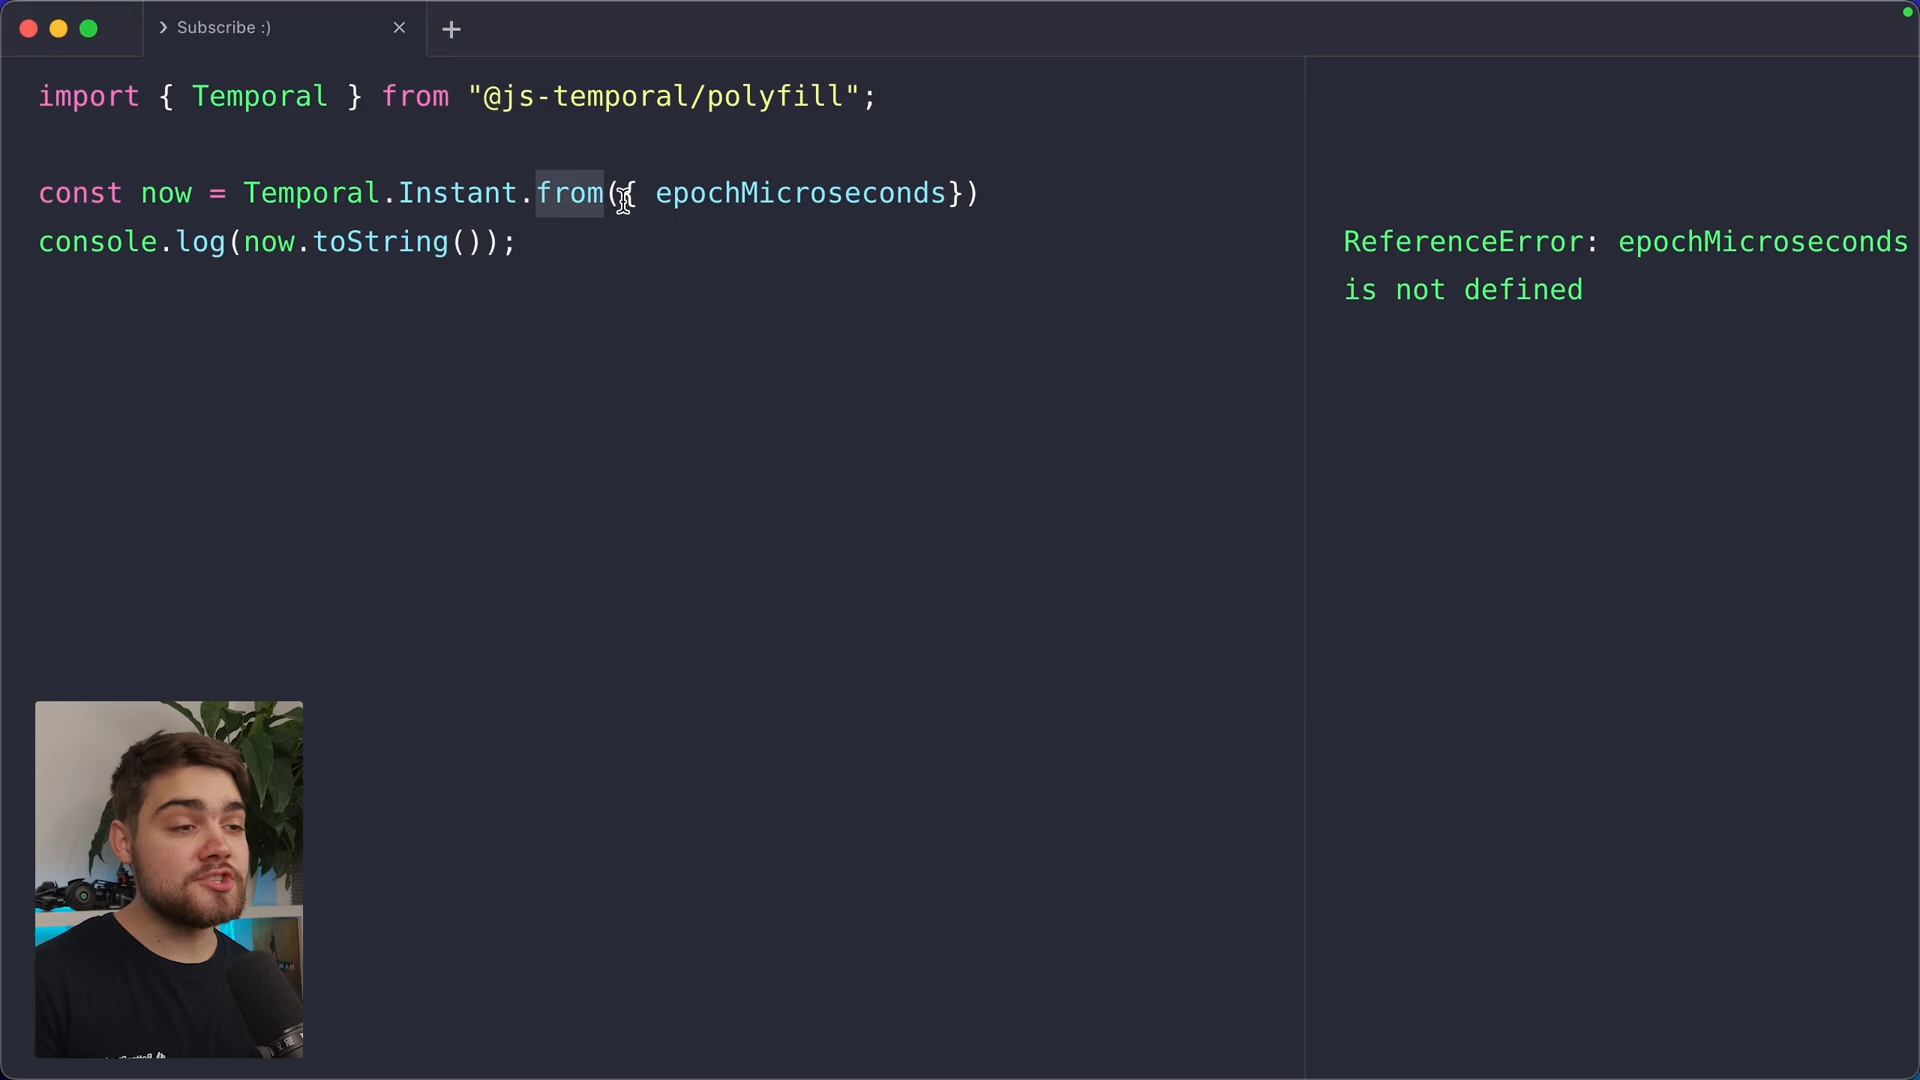 Subscribe :)
import { Temporal } from "@js-temporal/polyfill";
const now = Temporal.Instant.from({ epochMicroseconds})
console.log(now.toString());
ReferenceError: epochMicroseconds
is not defined